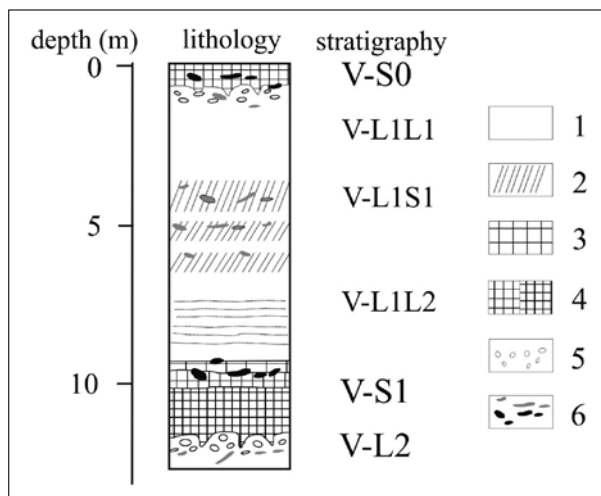 depth (m) lithology stratigraphy
0 V-S0
V-L1L1 1
V-L1S1 2
5 3
V-L1L2 4
5
10 V-S1 6
V-L2